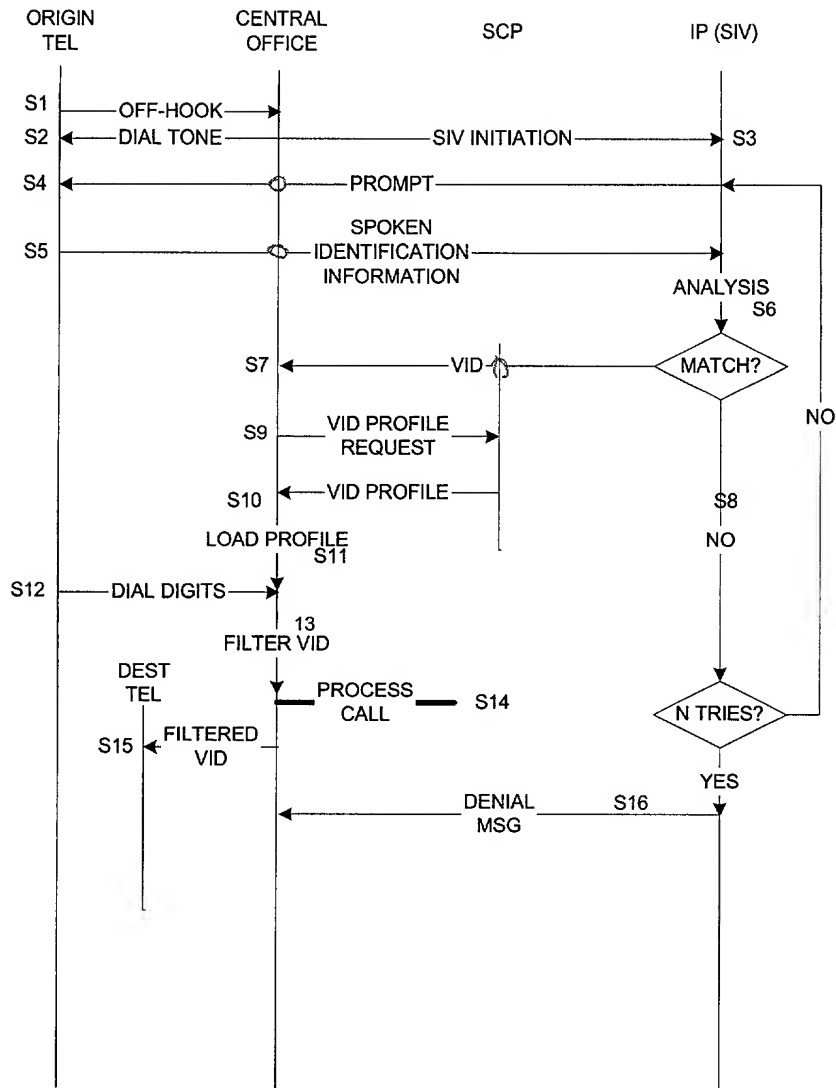 ORIGIN
TEL
CENTRAL
OFFICE
SCP
IP (SIV)
S1
OFF-HOOK
S2
DIAL TONE
SIV INITIATION
S3
S4
PROMPT
S5
SPOKEN
IDENTIFICATION
INFORMATION
ANALYSIS
S6
S7
VID
MATCH?
NO
S9
VID PROFILE
REQUEST
S10
VID PROFILE
S8
NO
LOAD PROFILE
S11
S12
DIAL DIGITS
13
FILTER VID
DEST
TEL
PROCESS
CALL
S14
N TRIES?
S15
FILTERED
VID
YES
DENIAL
MSG
S16